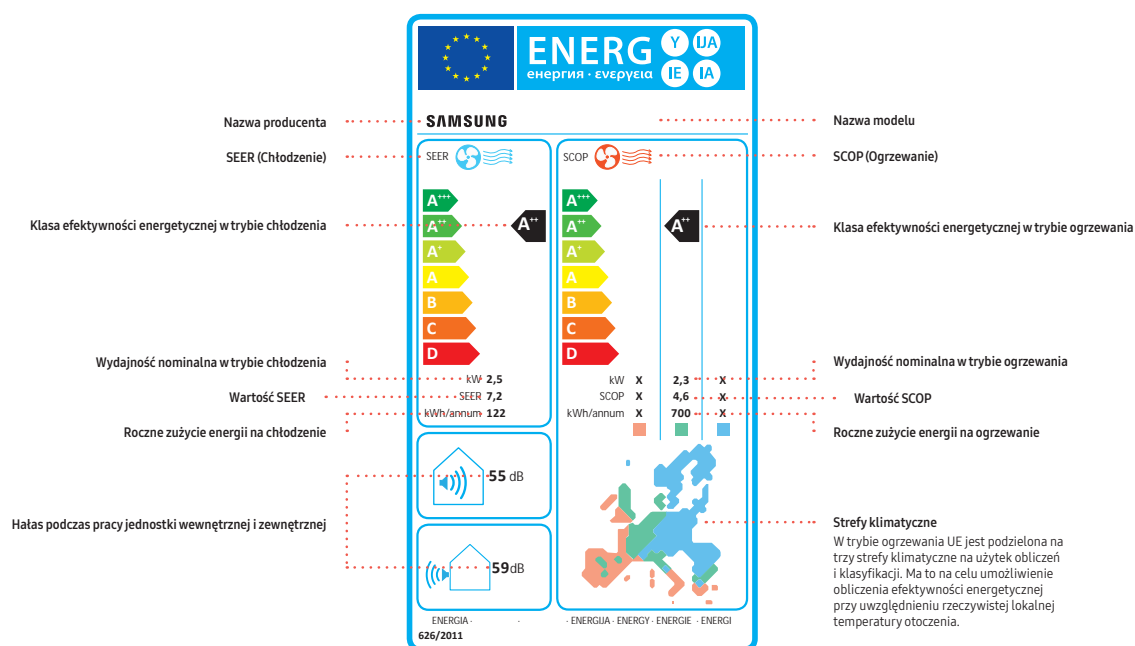 ENERG Y IJA
енергия · ενεργεια IE IA
Nazwa producenta
SAMSUNG
Nazwa modelu
SEER (Chłodzenie)
SEER
SCOP
SCOP (Ogrzewanie)
Klasa efektywności energetycznej w trybie chłodzenia
A+++
A++
A+
A
B
C
D
A++
A+++
A++
A+
A
B
C
D
A++
Klasa efektywności energetycznej w trybie ogrzewania
Wydajność nominalna w trybie chłodzenia
kW 2,5
Wartość SEER
SEER 7,2
Roczne zużycie energii na chłodzenie
kWh/annum 122
kW X 2,3 X
SCOP X 4,6 X
kWh/annum X 700 X
Wydajność nominalna w trybie ogrzewania
Wartość SCOP
Roczne zużycie energii na ogrzewanie
55 dB
Hałas podczas pracy jednostki wewnętrznej i zewnętrznej
59dB
Strefy klimatyczne
W trybie ogrzewania UE jest podzielona na
trzy strefy klimatyczne na użytek obliczeń
i klasyfikacji. Ma to na celu umożliwienie
obliczenia efektywności energetycznej
przy uwzględnieniu rzeczywistej lokalnej
temperatury otoczenia.
ENERGIA · · · ENERGIJA · ENERGY · ENERGIE · ENERGI
626/2011